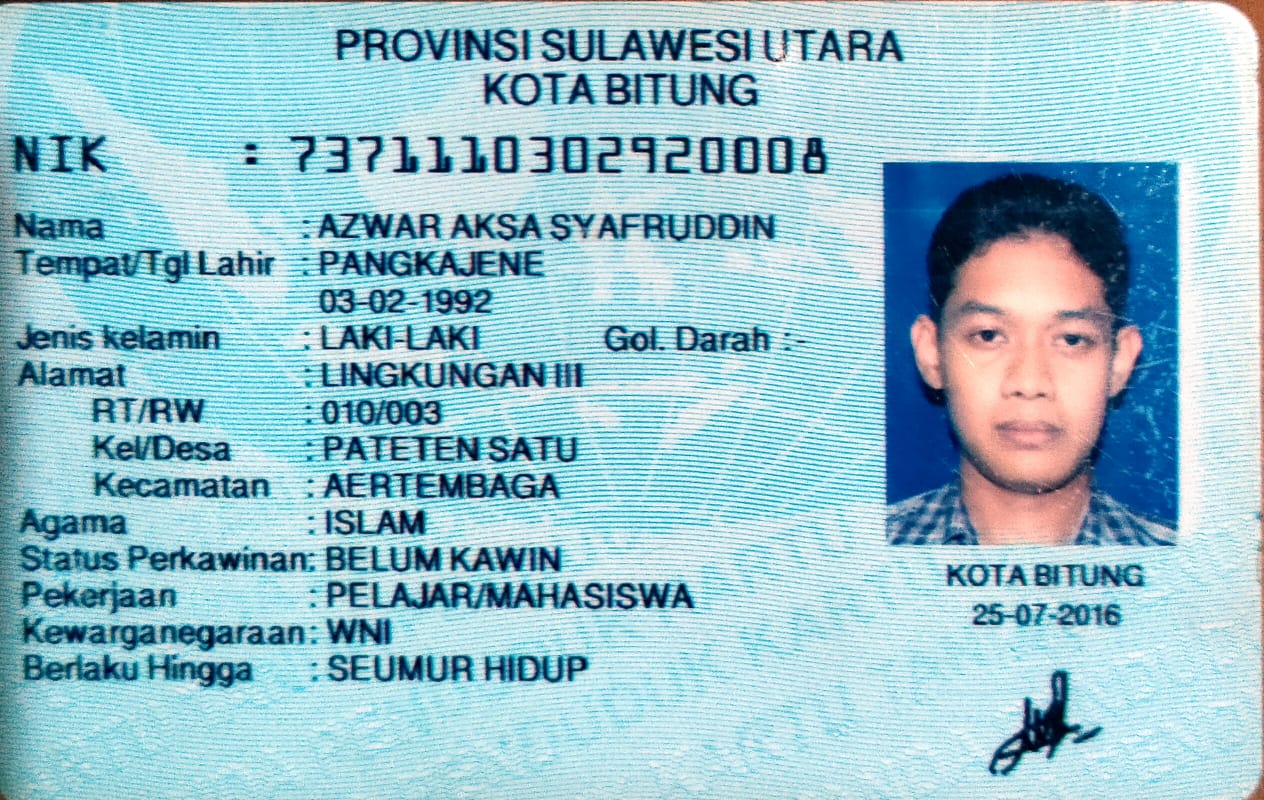 PROVINSI SULAWESI UTARA
KOTA BITUNG
NIK : 7371110302920008
Nama : AZWAR AKSA SYAFRUDDIN
Tempat/Tgl Lahir : PANGKAJENE
03-02-1992
Jenis kelamin : LAKI-LAKI Gol. Darah :-
Alamat : LINGKUNGAN III
RT/RW : 010/003
Kel/Desa : PATETEN SATU
Kecamatan : AERTEMBAGA
Agama : ISLAM
Status Perkawinan: BELUM KAWIN
Pekerjaan : PELAJAR/MAHASISWA
Kewarganegaraan: WNI
Berlaku Hingga : SEUMUR HIDUP
KOTA BITUNG
25-07-2016